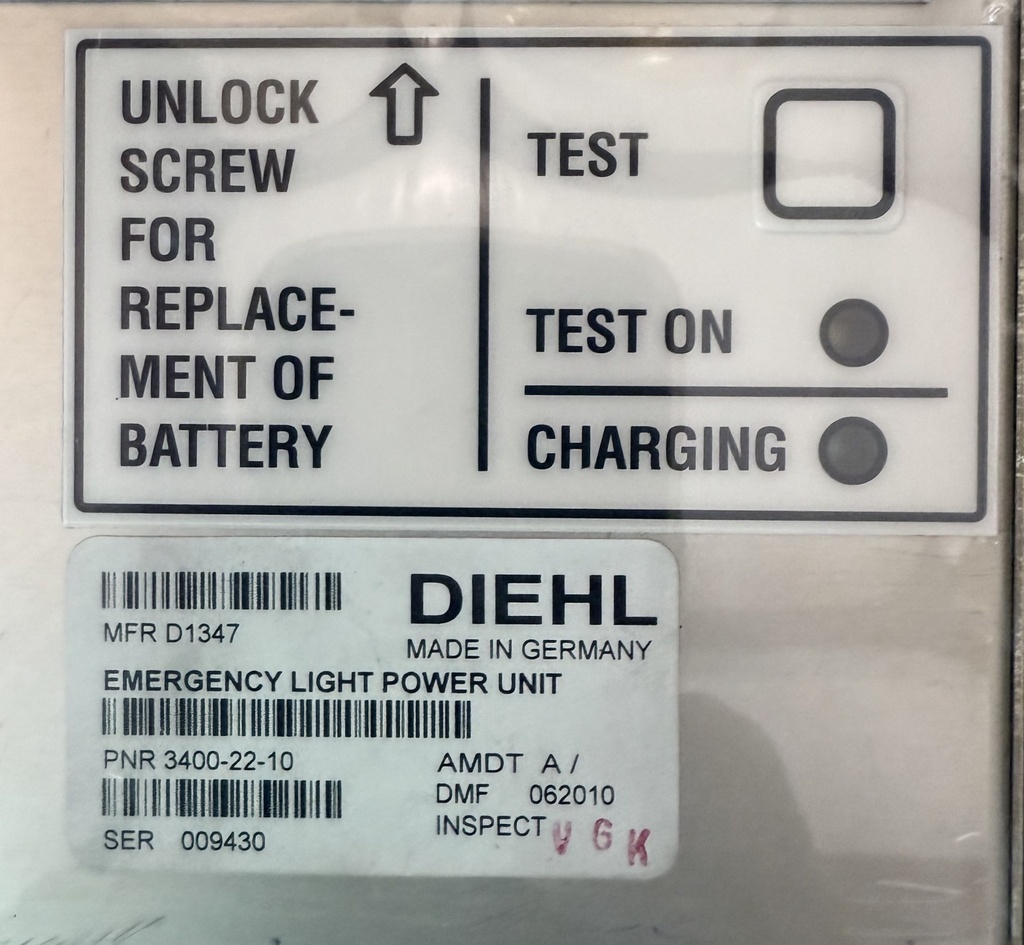 UNLOCK
SCREW
FOR
REPLACE-
MENT OF
BATTERY
TEST
TEST ON
CHARGING
DIEHL
MADE IN GERMANY
MFR D1347
EMERGENCY LIGHT POWER UNIT
PNR 3400-22-10
SER 009430
AMDT A /
DMF 062010
INSPECT V G K